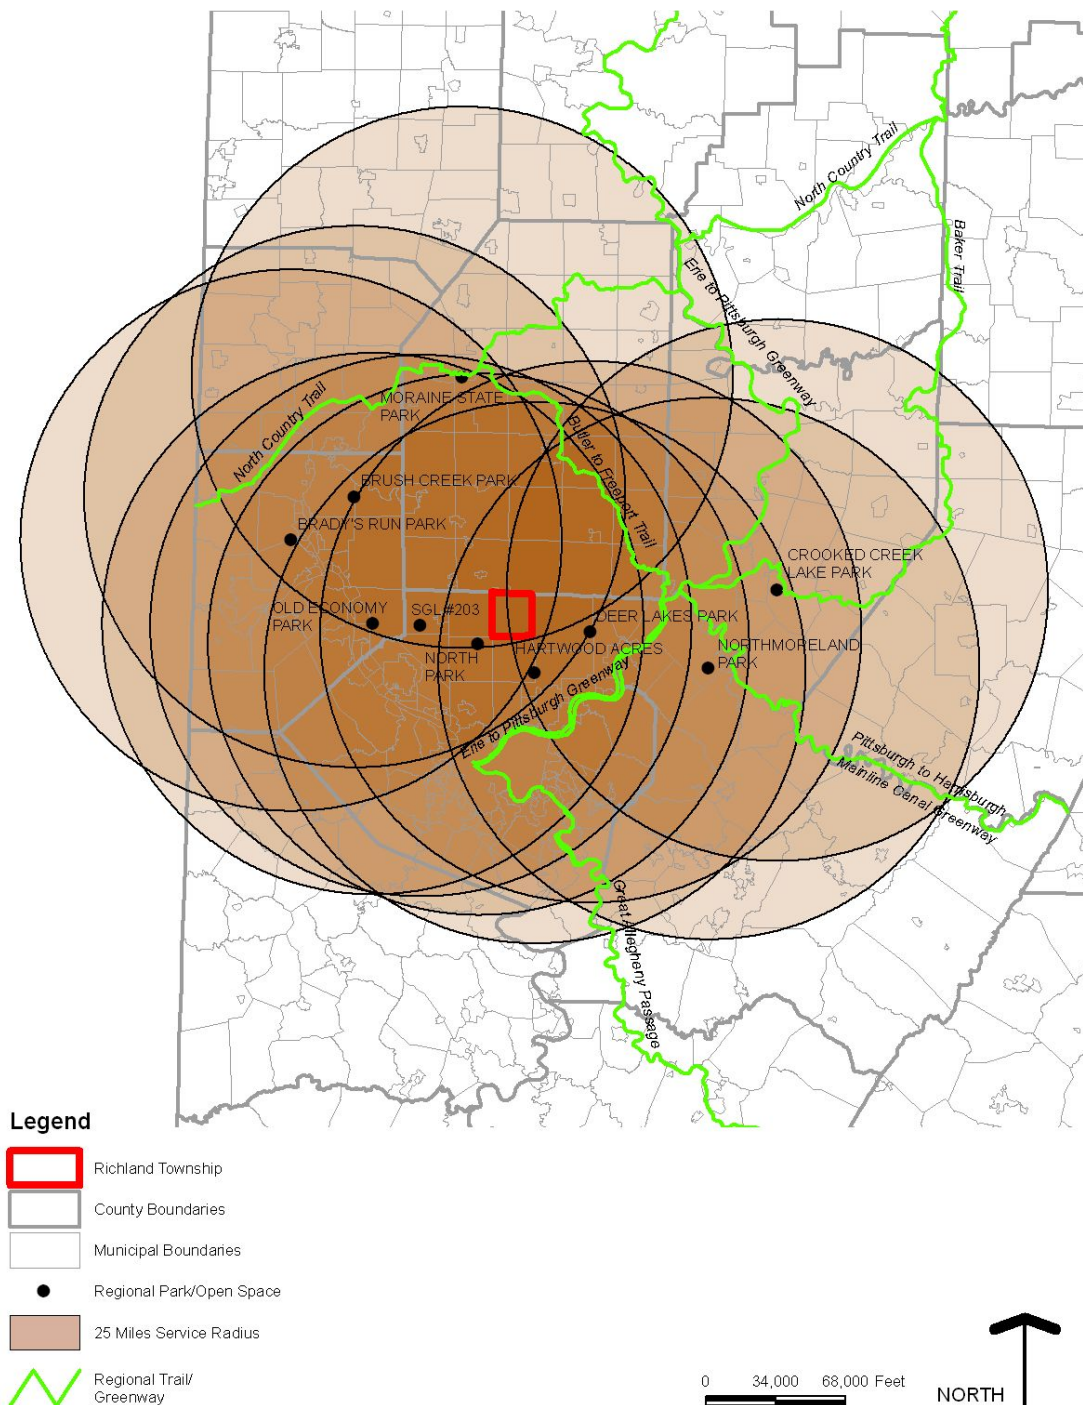 North Country Trail
Baker Trail
Erie to Pittsburgh Greenway
MORAINE STATE
PARK
North Country Trail
Butler to Freeport Trail
BRUSH CREEK PARK
BRADY'S RUN PARK
CROOKED CREEK
LAKE PARK
OLD ECONOMY
PARK
SGL #203
DEER LAKES PARK
HARTWOOD ACRES
NORTH
PARK
NORTHMORELAND
PARK
Erie to Pittsburgh Greenway
Pittsburgh to Harrisburgh
Mainline Canal Greenway
Great Allegheny Passage
Legend
Richland Township
County Boundaries
Municipal Boundaries
Regional Park/Open Space
25 Miles Service Radius
Regional Trail/
Greenway
0 34,000 68,000 Feet
NORTH